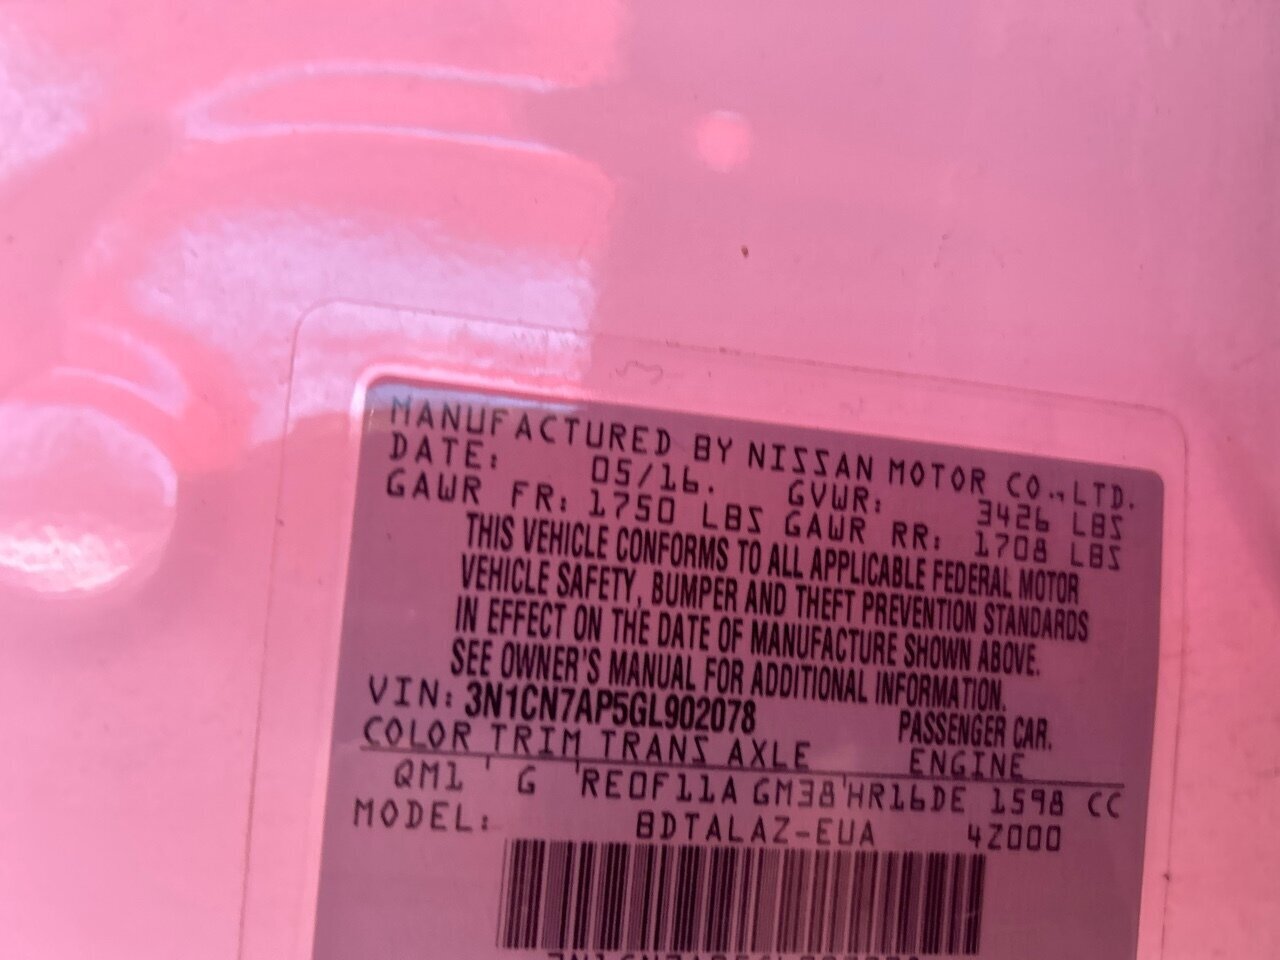 MANUFACTURED BY NISSAN MOTOR CO.,LTD.
DATE: 05/16. GVWR: 3426 LBS
GAWR FR: 1750 LBS GAWR RR: 1708 LBS
THIS VEHICLE CONFORMS TO ALL APPLICABLE FEDERAL MOTOR
VEHICLE SAFETY, BUMPER AND THEFT PREVENTION STANDARDS
IN EFFECT ON THE DATE OF MANUFACTURE SHOWN ABOVE.
SEE OWNER'S MANUAL FOR ADDITIONAL INFORMATION.
VIN: 3N1CN7AP5GL902078 PASSENGER CAR.
COLOR TRIM TRANS AXLE ENGINE
QM1 G RE0F11A GM38 HR16DE 1598 CC
MODEL: BDTALAZ-EUA 4Z000